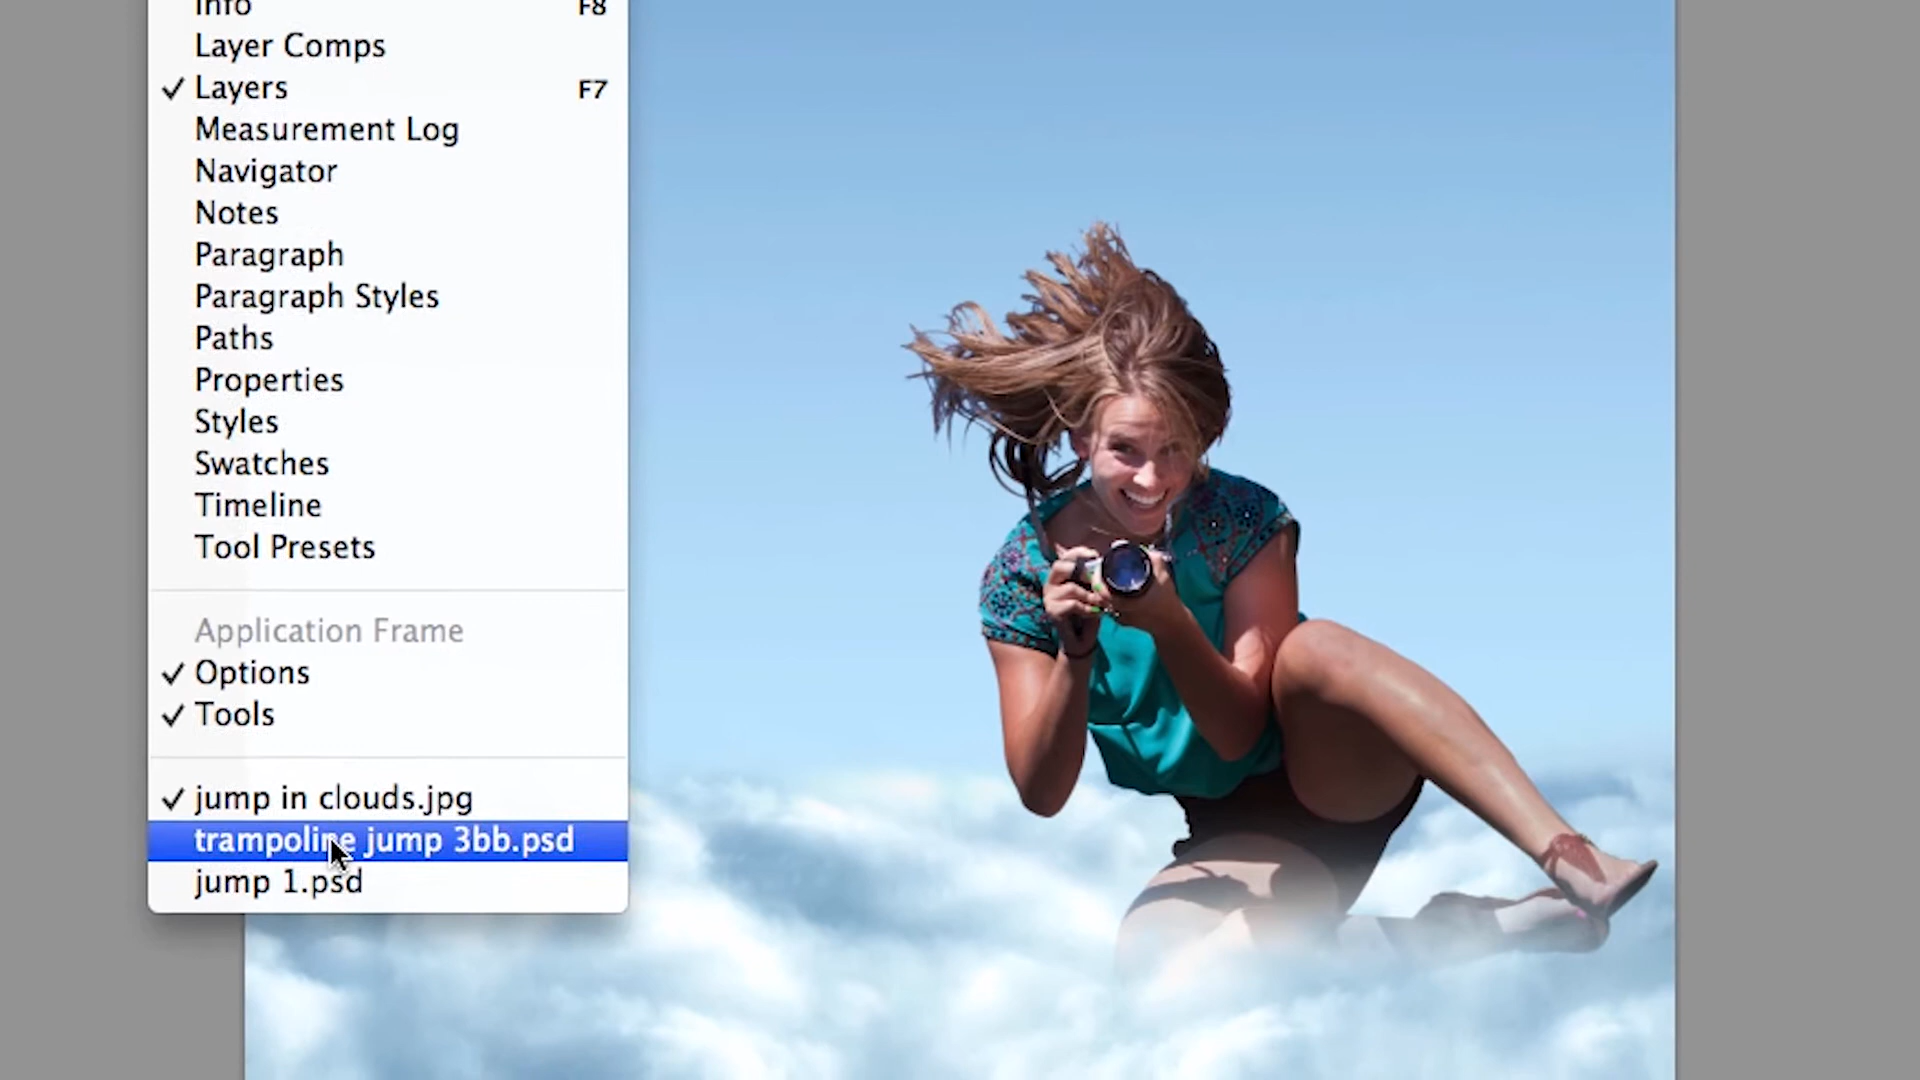 Info F8
Layer Comps
✓ Layers F7
Measurement Log
Navigator
Notes
Paragraph
Paragraph Styles
Paths
Properties
Styles
Swatches
Timeline
Tool Presets
Application Frame
✓ Options
✓ Tools
✓ jump in clouds.jpg
trampoline jump 3bb.psd
jump 1.psd